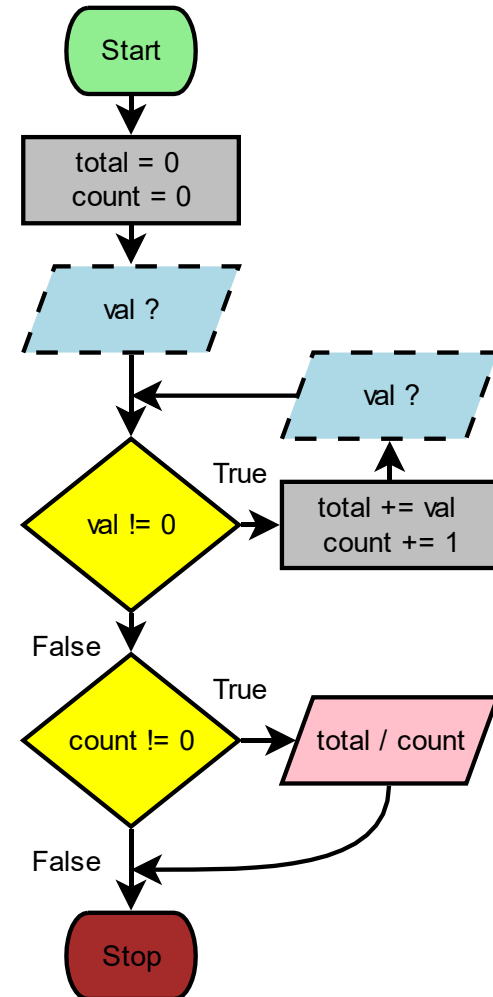 Start
total = 0
count = 0
val ?
val ?
True
val != 0
total += val
count += 1
False
True
count != 0
total / count
False
Stop